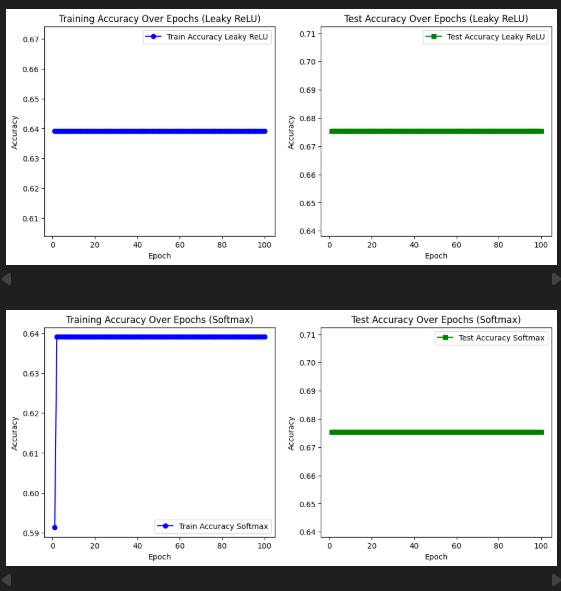 Training Accuracy Over Epochs (Leaky ReLU)
Train Accuracy Leaky ReLU
0.67
0.66
0.65
0.64
0.63
0.62
0.61
Accuracy
0 20 40 60 80 100
Epoch
Test Accuracy Over Epochs (Leaky ReLU)
Test Accuracy Leaky ReLU
0.71
0.70
0.69
0.68
0.67
0.66
0.65
0.64
Accuracy
0 20 40 60 80 100
Epoch
Training Accuracy Over Epochs (Softmax)
0.64
0.63
0.62
0.61
0.60
0.59
Accuracy
Train Accuracy Softmax
0 20 40 60 80 100
Epoch
Test Accuracy Over Epochs (Softmax)
Test Accuracy Softmax
0.71
0.70
0.69
0.68
0.67
0.66
0.65
0.64
Accuracy
0 20 40 60 80 100
Epoch